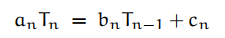 aₙTₙ = bₙTₙ₋₁ + cₙ